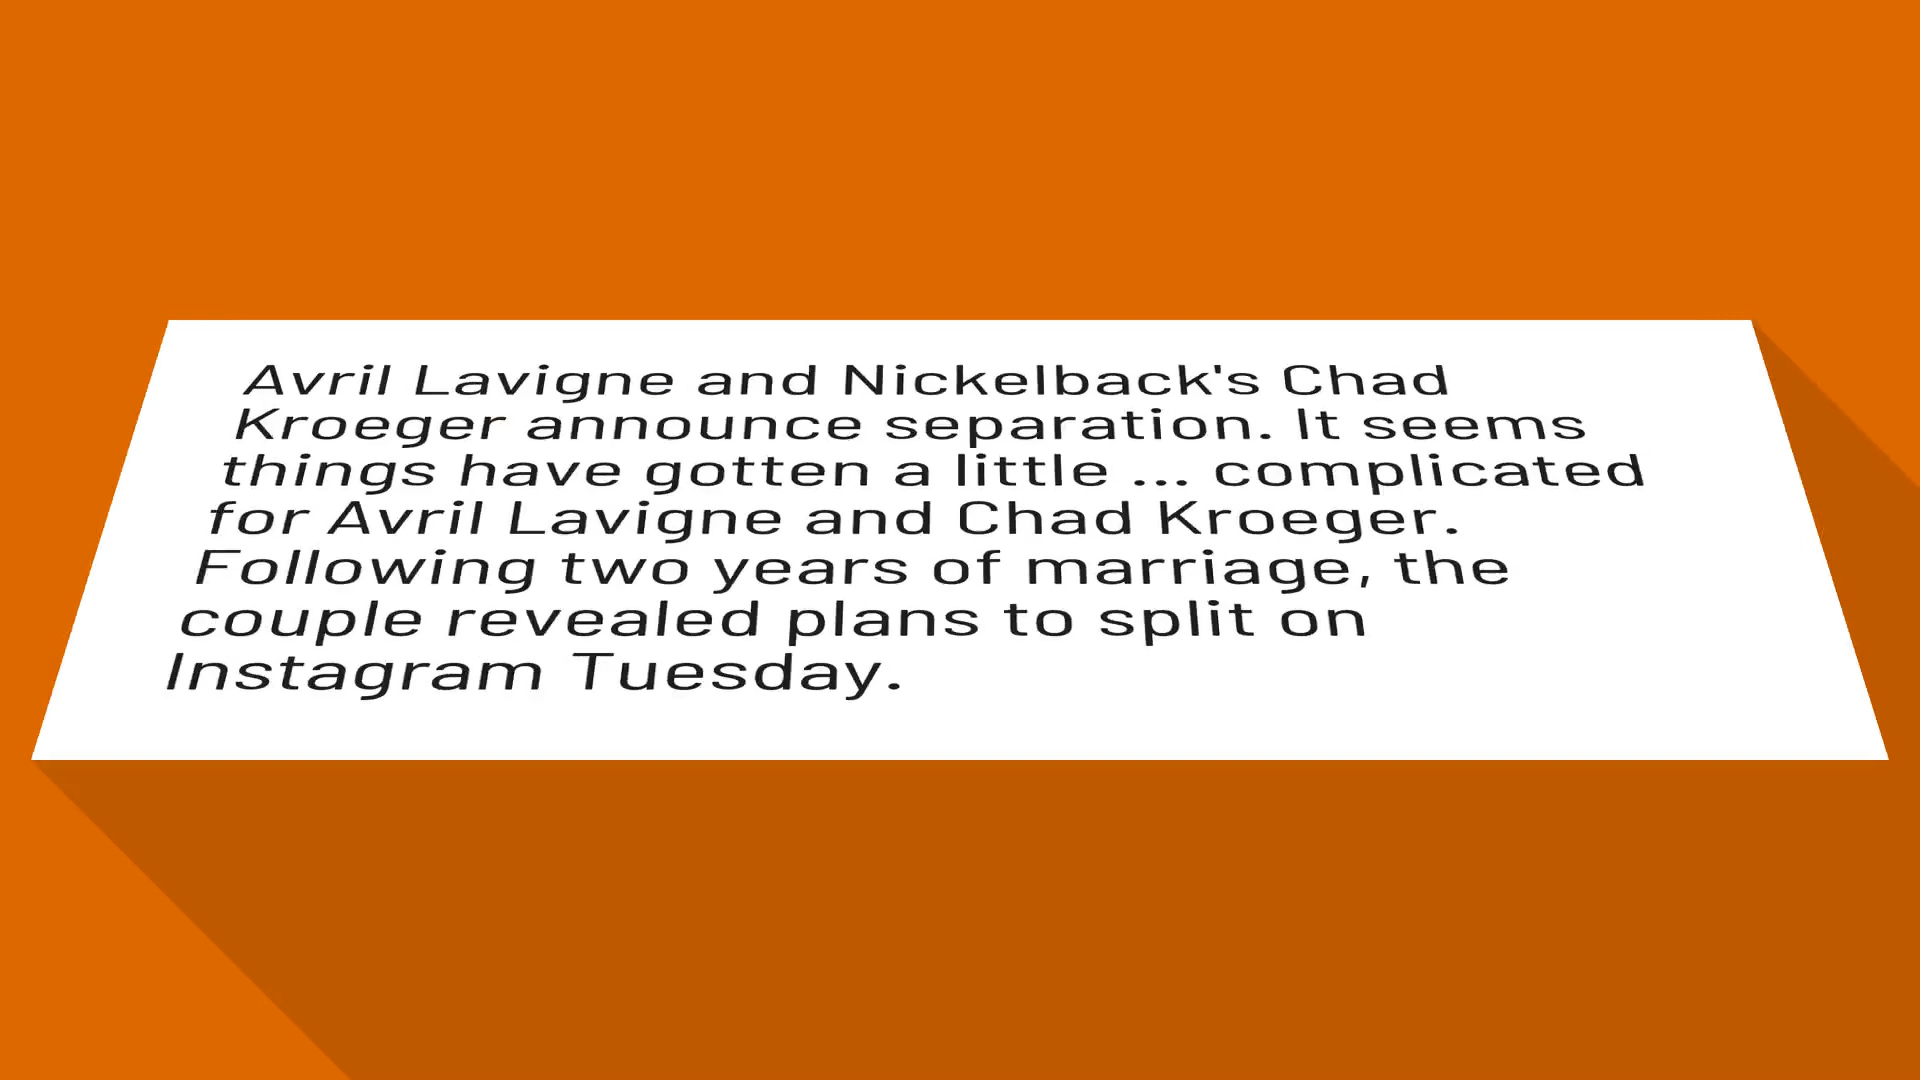 Avril Lavigne and Nickelback's Chad
Kroeger announce separation. It seems
things have gotten a little ... complicated
for Avril Lavigne and Chad Kroeger.
Following two years of marriage, the
couple revealed plans to split on
Instagram Tuesday.